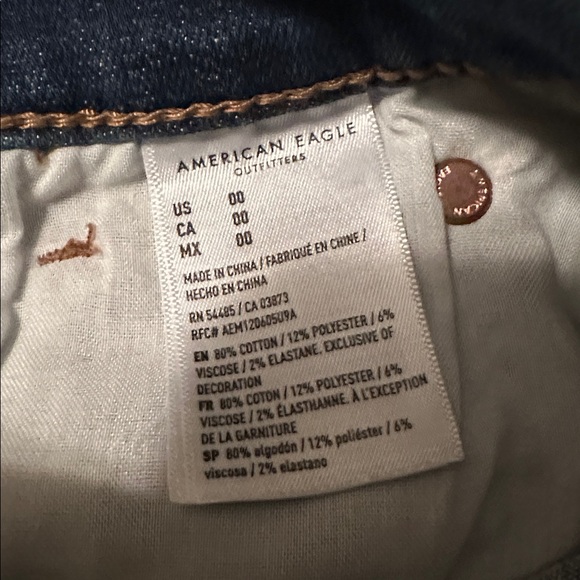 AMERICAN EAGLE
OUTFITTERS
US 00
CA 00
MX 00
MADE IN CHINA / FABRIQUÉ EN CHINE /
HECHO EN CHINA
RN 54485 / CA 03873
RFC# AEM120605U9A
EN 80% COTTON / 12% POLYESTER / 6%
VISCOSE / 2% ELASTANE. EXCLUSIVE OF
DECORATION
FR 80% COTON / 12% POLYESTER / 6%
VISCOSE / 2% ÉLASTHANNE. À L'EXCEPTION
DE LA GARNITURE
SP 80% algodón / 12% poliéster / 6%
viscosa / 2% elastano
AMERICAN